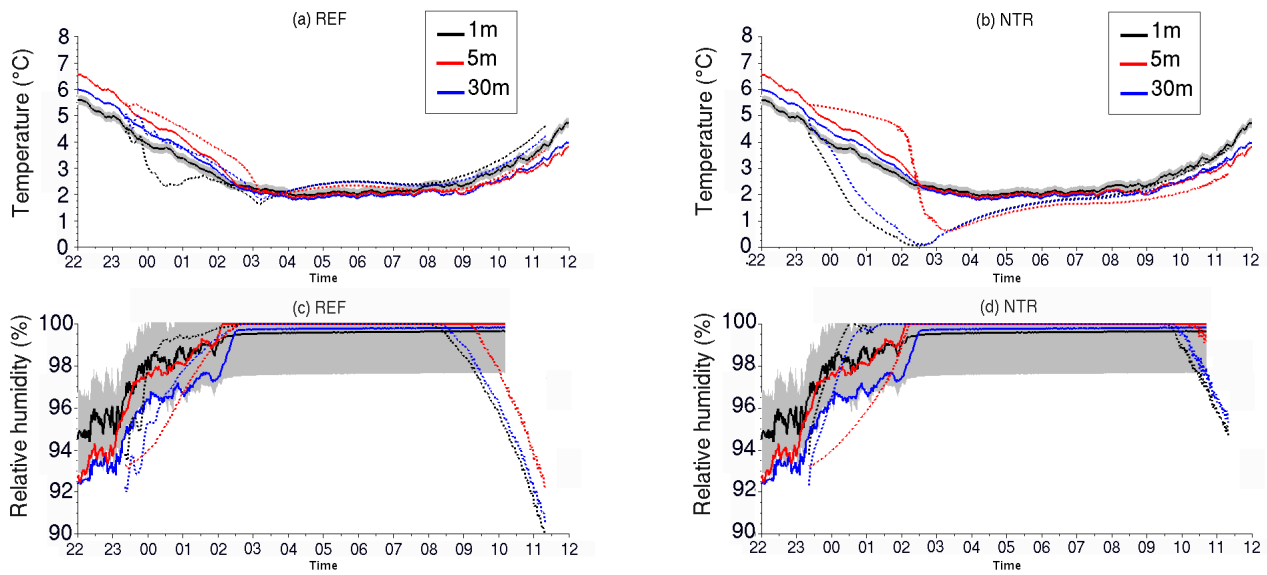 (a) REF
(b) NTR
1m
5m
30m
1m
5m
30m
Temperature (°C)
8
7
6
5
4
3
2
1
0
22 23 00 01 02 03 04 05 06 07 08 09 10 11 12
Time
Temperature (°C)
8
7
6
5
4
3
2
1
0
-22 23 00 01 02 03 04 05 06 07 08 09 10 11 12
Time
(c) REF
(d) NTR
Relative humidity (%)
100
98
96
94
92
90
22 23 00 01 02 03 04 05 06 07 08 09 10 11 12
Time
Relative humidity (%)
100
98
96
94
92
90
22 23 00 01 02 03 04 05 06 07 08 09 10 11 12
Time